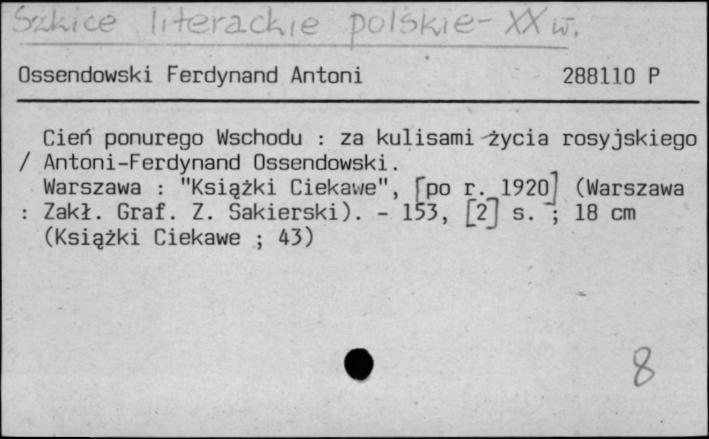 Szkice literackie polskie - XX w.
Ossendowski Ferdynand Antoni 288110 P
Cień ponurego Wschodu : za kulisami życia rosyjskiego
/ Antoni-Ferdynand Ossendowski.
Warszawa : "Książki Ciekawe", [po r. 1920] (Warszawa
: Zakł. Graf. Z. Sakierski). - 153, [2] s. ; 18 cm
(Książki Ciekawe ; 43)
8